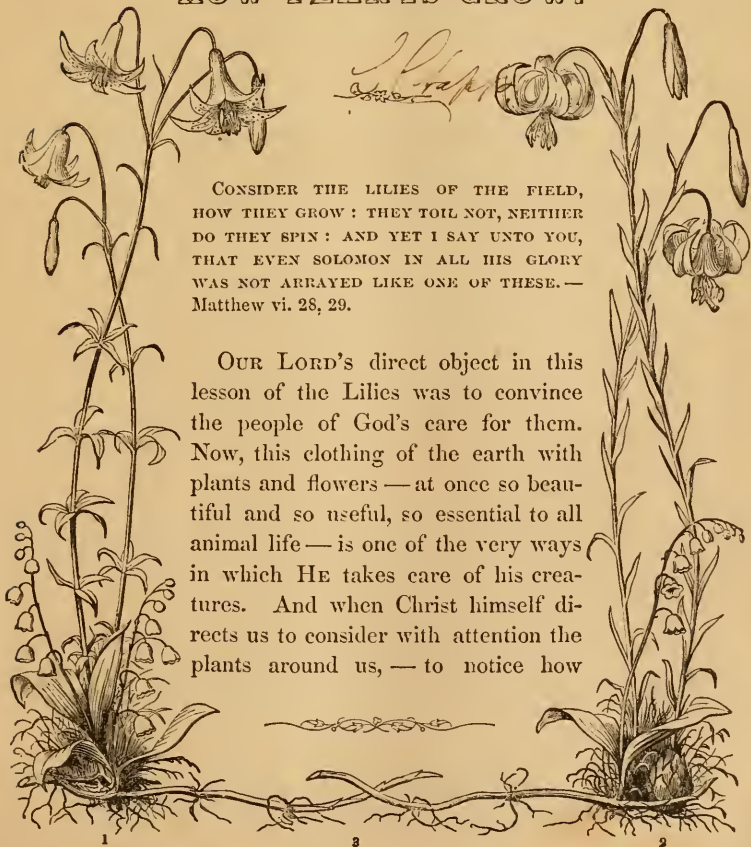 HOW PLANTS GROW.
CONSIDER THE LILIES OF THE FIELD,
HOW THEY GROW : THEY TOIL NOT, NEITHER
DO THEY SPIN : AND YET I SAY UNTO YOU,
THAT EVEN SOLOMON IN ALL HIS GLORY
WAS NOT ARRAYED LIKE ONE OF THESE. —
Matthew vi. 28, 29.
OUR LORD'S direct object in this
lesson of the Lilies was to convince
the people of God's care for them.
Now, this clothing of the earth with
plants and flowers — at once so beau-
tiful and so useful, so essential to all
animal life — is one of the very ways
in which HE takes care of his crea-
tures. And when Christ himself di-
rects us to consider with attention the
plants around us, — to notice how
1 3 2